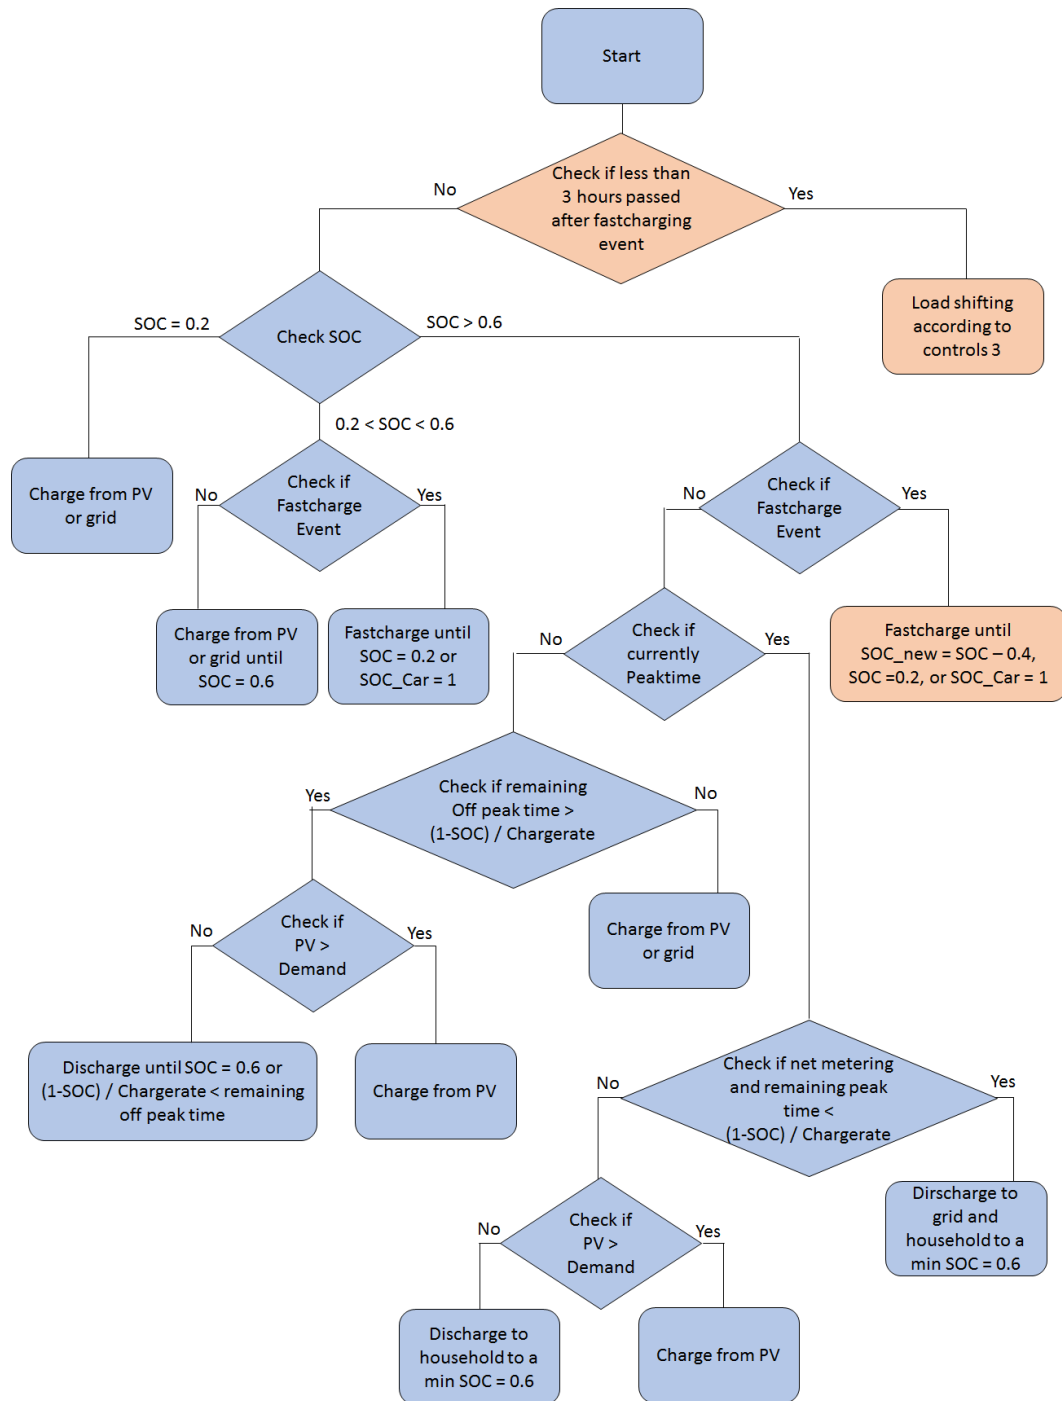 Start
Check if less than
3 hours passed
after fastcharging
event
No
Yes
Load shifting
according to
controls 3
Check SOC
SOC = 0.2
SOC > 0.6
0.2 < SOC < 0.6
Charge from PV
or grid
Check if
Fastcharge
Event
No
Yes
Charge from PV
or grid until
SOC = 0.6
Fastcharge until
SOC = 0.2 or
SOC_Car = 1
Check if
Fastcharge
Event
No
Yes
Fastcharge until
SOC_new = SOC – 0.4,
SOC =0.2, or SOC_Car = 1
Check if
currently
Peaktime
No
Yes
Check if remaining
Off peak time >
(1-SOC) / Chargerate
Yes
No
Charge from PV
or grid
Check if
PV >
Demand
No
Yes
Discharge until SOC = 0.6 or
(1-SOC) / Chargerate < remaining
off peak time
Charge from PV
Check if net metering
and remaining peak
time <
(1-SOC) / Chargerate
No
Yes
Dirscharge to
grid and
household to a
min SOC = 0.6
Check if
PV >
Demand
No
Yes
Discharge to
household to a
min SOC = 0.6
Charge from PV